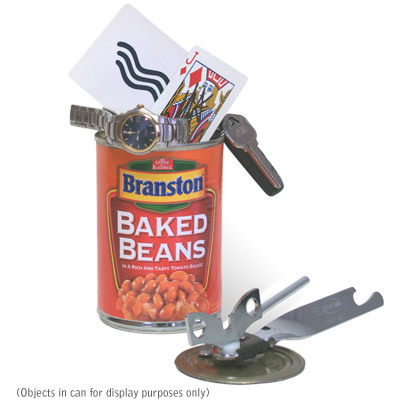 J
Branston
BAKED
BEANS
IN A RICH AND TASTY TOMATO SAUCE
(Objects in can for display purposes only)